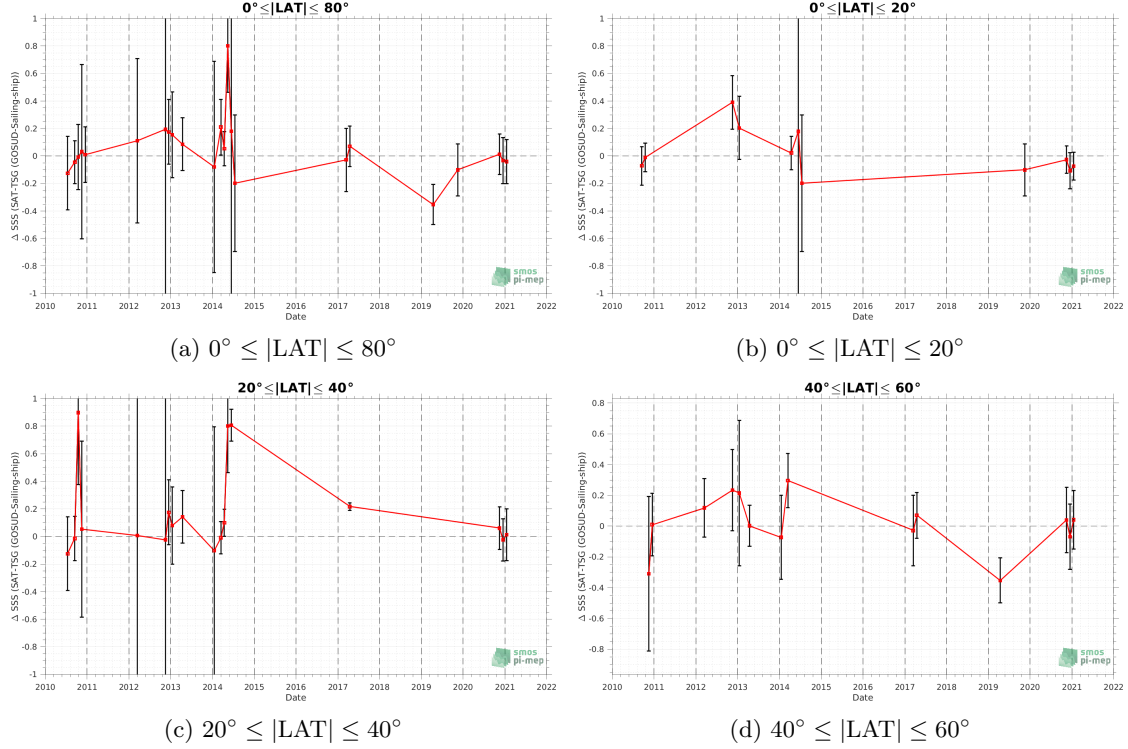 0°≤|LAT|≤ 80°
Δ SSS (SAT-TSG (GOSUD-Sailing-ship))
1
0.8
0.6
0.4
0.2
0
-0.2
-0.4
-0.6
-0.8
-1
2010 2011 2012 2013 2014 2015 2016 2017 2018 2019 2020 2021 2022
Date
smos
pi-mep
(a) 0° ≤ |LAT| ≤ 80°
0°≤|LAT|≤ 20°
Δ SSS (SAT-TSG (GOSUD-Sailing-ship))
1
0.8
0.6
0.4
0.2
0
-0.2
-0.4
-0.6
-0.8
-1
2010 2011 2012 2013 2014 2015 2016 2017 2018 2019 2020 2021 2022
Date
smos
pi-mep
(b) 0° ≤ |LAT| ≤ 20°
20°≤|LAT|≤ 40°
Δ SSS (SAT-TSG (GOSUD-Sailing-ship))
1
0.8
0.6
0.4
0.2
0
-0.2
-0.4
-0.6
-0.8
-1
2010 2011 2012 2013 2014 2015 2016 2017 2018 2019 2020 2021 2022
Date
smos
pi-mep
(c) 20° ≤ |LAT| ≤ 40°
40°≤|LAT|≤ 60°
Δ SSS (SAT-TSG (GOSUD-Sailing-ship))
0.8
0.6
0.4
0.2
0
-0.2
-0.4
-0.6
-0.8
2010 2011 2012 2013 2014 2015 2016 2017 2018 2019 2020 2021 2022
Date
smos
pi-mep
(d) 40° ≤ |LAT| ≤ 60°